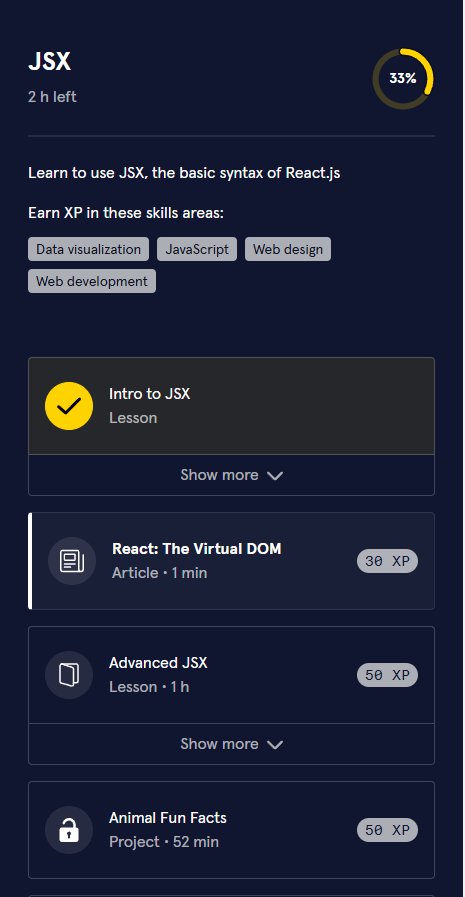 JSX
2 h left
33%
Learn to use JSX, the basic syntax of React.js
Earn XP in these skills areas:
Data visualization JavaScript Web design
Web development
Intro to JSX
Lesson
Show more
React: The Virtual DOM
Article • 1 min
30 XP
Advanced JSX
Lesson • 1 h
50 XP
Show more
Animal Fun Facts
Project • 52 min
50 XP